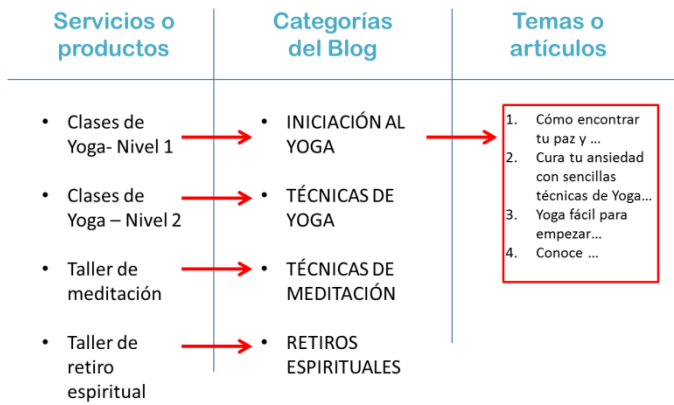 Servicios o
productos
Categorías
del Blog
Temas o
artículos
• Clases de
Yoga- Nivel 1
• INICIACIÓN AL
YOGA
1. Cómo encontrar
tu paz y ...
2. Cura tu ansiedad
con sencillas
técnicas de Yoga...
3. Yoga fácil para
empezar...
4. Conoce ...
• Clases de
Yoga – Nivel 2
• TÉCNICAS DE
YOGA
• Taller de
meditación
• TÉCNICAS DE
MEDITACIÓN
• Taller de
retiro
espiritual
• RETIROS
ESPIRITUALES